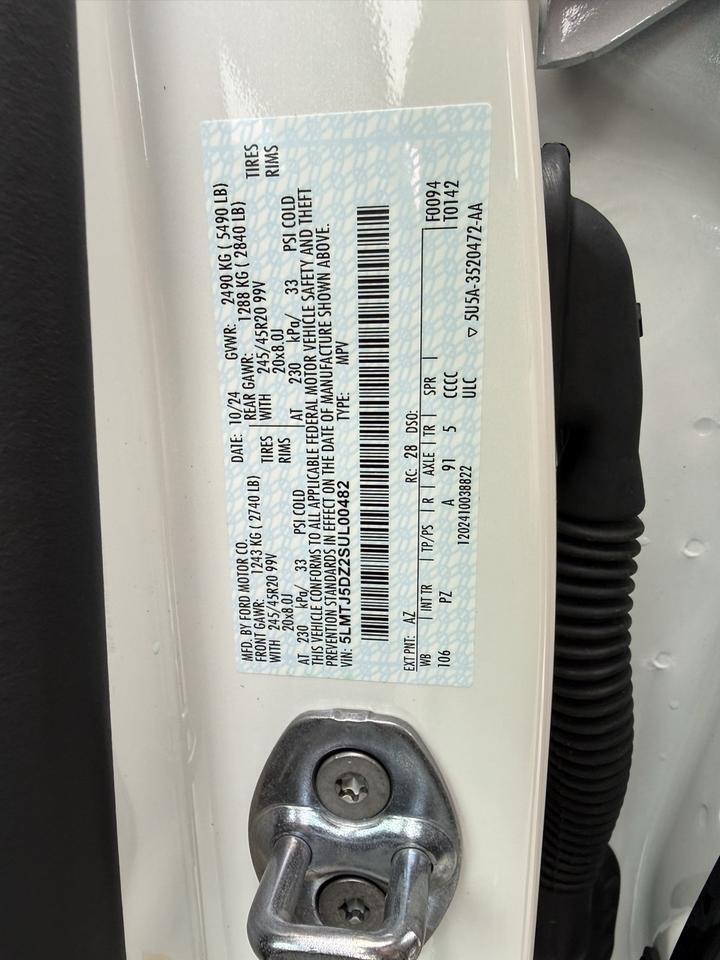 MFD. BY FORD MOTOR CO. DATE: 10/24 GVWR: 2490 KG ( 5490 LB)
FRONT GAWR: 1243 KG ( 2740 LB) REAR GAWR: 1288 KG ( 2840 LB)
WITH 245/45R20 99V TIRES WITH 245/45R20 99V TIRES
20x8.0J RIMS 20x8.0J RIMS
AT 230 kPa/ 33 PSI COLD AT 230 kPa/ 33 PSI COLD
THIS VEHICLE CONFORMS TO ALL APPLICABLE FEDERAL MOTOR VEHICLE SAFETY AND THEFT
PREVENTION STANDARDS IN EFFECT ON THE DATE OF MANUFACTURE SHOWN ABOVE.
VIN: 5LMTJ5DZ2SUL00482 TYPE: MPV
EXT PNT: AZ RC: 28 DSO: F0094
WB INT TR TP/PS R AXLE TR SPR T0142
106 PZ A 91 5 CCCC
1202410038822 ULC ▽ 5U5A-3520472-AA